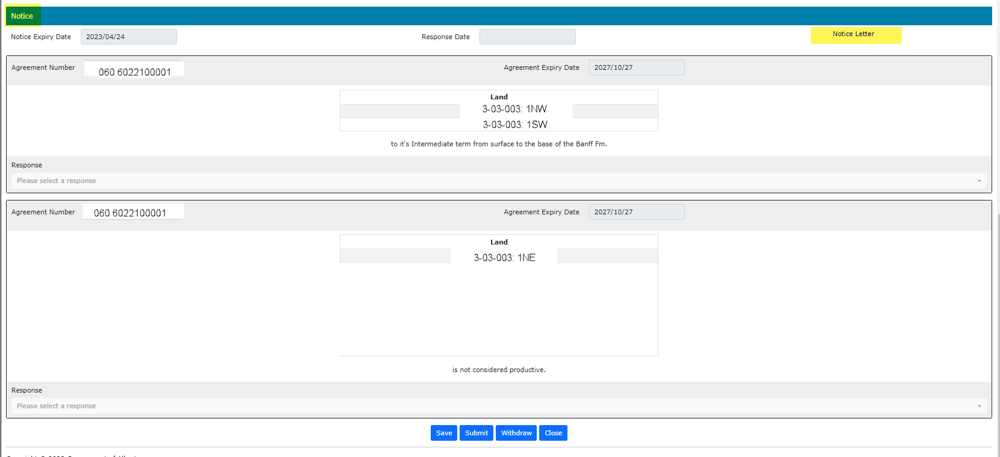 Notice
Notice Expiry Date 2023/04/24 Response Date Notice Letter
Agreement Number 060 6022100001 Agreement Expiry Date 2027/10/27
Land
3-03-003: 1NW
3-03-003: 1SW
to it's Intermediate term from surface to the base of the Banff Fm.
Response
Please select a response
Agreement Number 060 6022100001 Agreement Expiry Date 2027/10/27
Land
3-03-003: 1NE
is not considered productive.
Response
Please select a response
Save Submit Withdraw Close